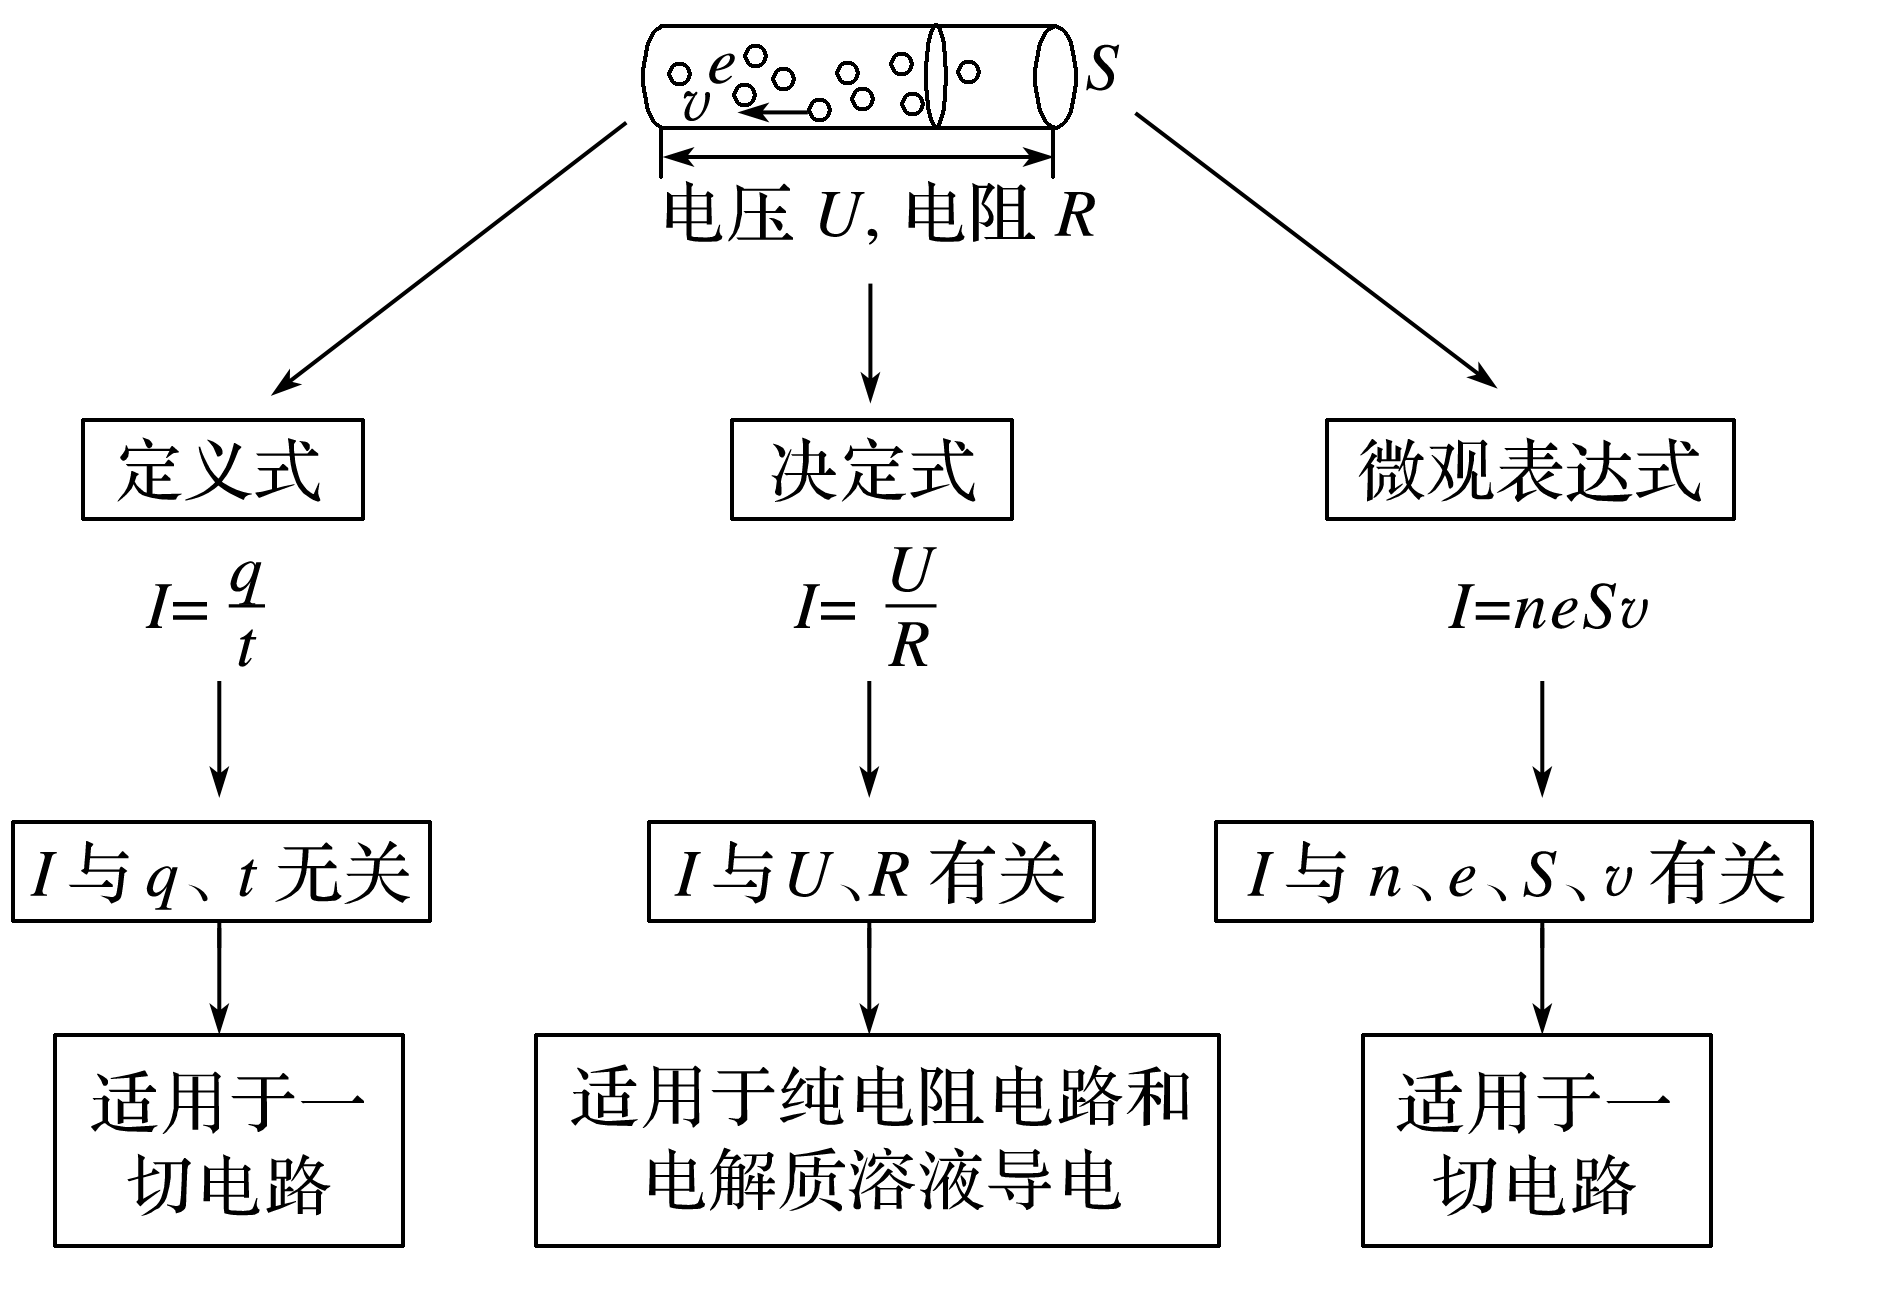 e
v
S
电压 U, 电阻 R
定义式
决定式
微观表达式
I=q/t
I=U/R
I=neSv
I 与 q、t 无关
I 与 U、R 有关
I 与 n、e、S、v 有关
适用于一
切电路
适用于纯电阻电路和
电解质溶液导电
适用于一
切电路